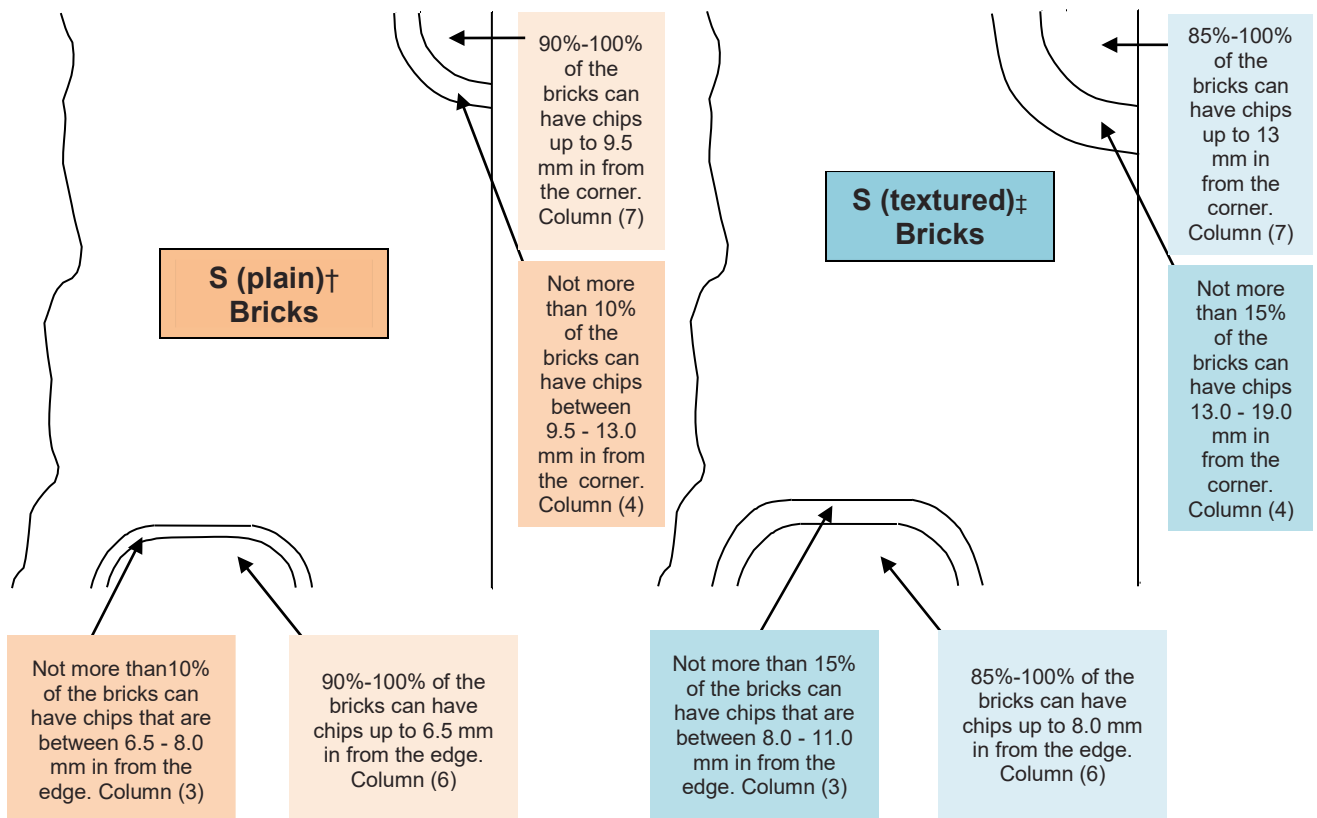 90%-100%
of the
bricks can
have chips
up to 9.5
mm in from
the corner.
Column (7)
S (plain)†
Bricks
Not more
than 10%
of the
bricks can
have chips
between
9.5 - 13.0
mm in from
the corner.
Column (4)
Not more than10%
of the bricks can
have chips that are
between 6.5 - 8.0
mm in from the
edge. Column (3)
90%-100% of the
bricks can have
chips up to 6.5 mm
in from the edge.
Column (6)
85%-100%
of the
bricks can
have chips
up to 13
mm in
from the
corner.
Column (7)
S (textured)‡
Bricks
Not more
than 15%
of the
bricks can
have chips
13.0 - 19.0
mm in
from the
corner.
Column (4)
Not more than 15%
of the bricks can
have chips that are
between 8.0 - 11.0
mm in from the
edge. Column (3)
85%-100% of the
bricks can have
chips up to 8.0 mm
in from the edge.
Column (6)